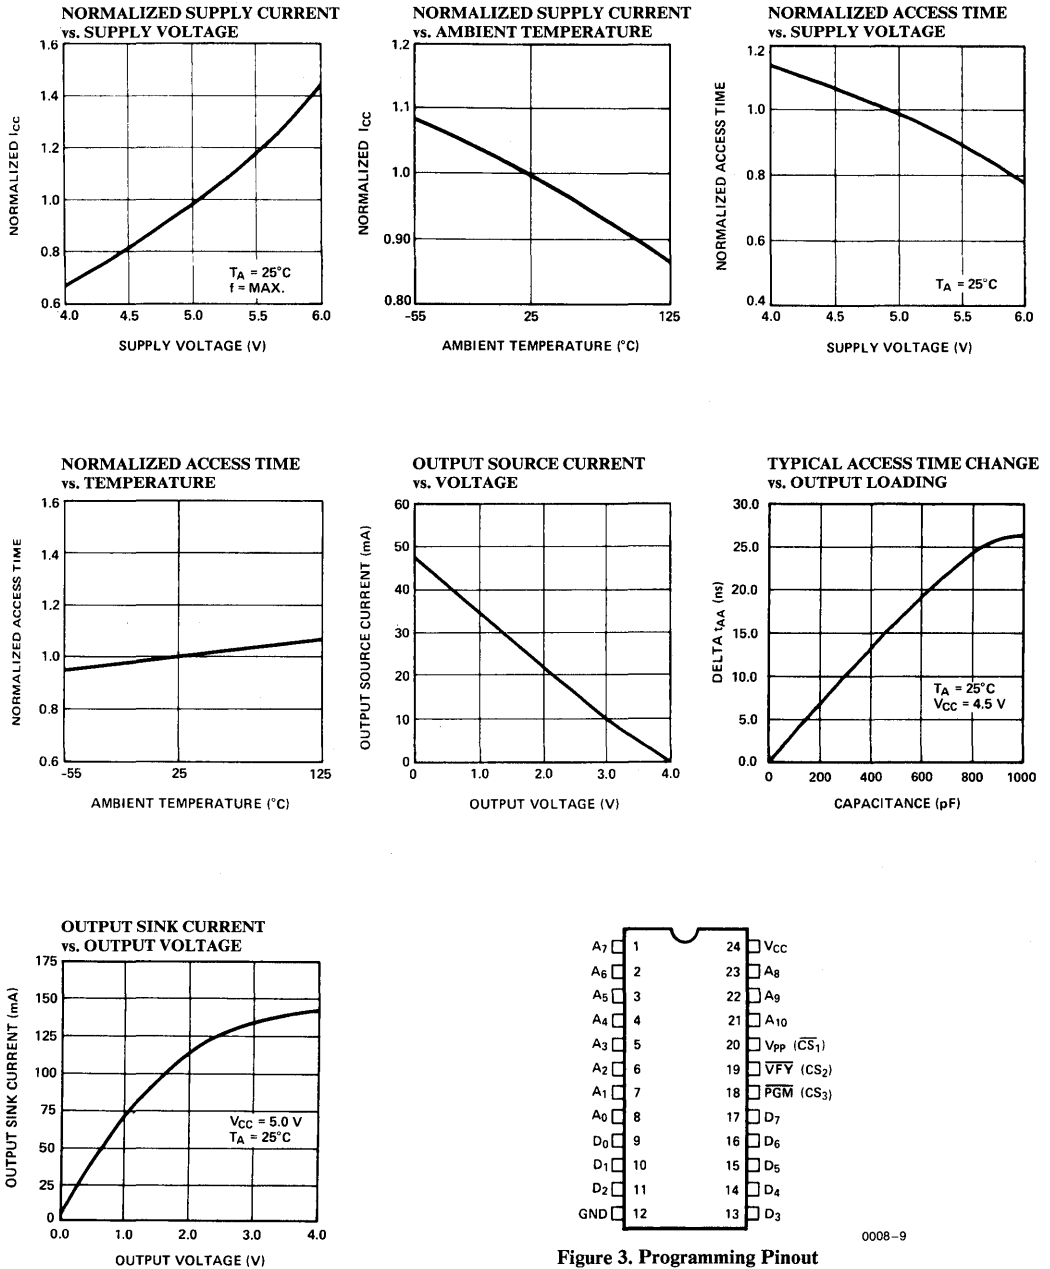 NORMALIZED SUPPLY CURRENT
vs. SUPPLY VOLTAGE
NORMALIZED ICC
1.6
1.4
1.2
1.0
0.8
0.6
TA = 25°C
f = MAX.
4.0 4.5 5.0 5.5 6.0
SUPPLY VOLTAGE (V)
NORMALIZED SUPPLY CURRENT
vs. AMBIENT TEMPERATURE
NORMALIZED ICC
1.2
1.1
1.0
0.90
0.80
-55 25 125
AMBIENT TEMPERATURE (°C)
NORMALIZED ACCESS TIME
vs. SUPPLY VOLTAGE
NORMALIZED ACCESS TIME
1.2
1.0
0.8
0.6
0.4
TA = 25°C
4.0 4.5 5.0 5.5 6.0
SUPPLY VOLTAGE (V)
NORMALIZED ACCESS TIME
vs. TEMPERATURE
NORMALIZED ACCESS TIME
1.6
1.4
1.2
1.0
0.8
0.6
-55 25 125
AMBIENT TEMPERATURE (°C)
OUTPUT SOURCE CURRENT
vs. VOLTAGE
OUTPUT SOURCE CURRENT (mA)
60
50
40
30
20
10
0
0 1.0 2.0 3.0 4.0
OUTPUT VOLTAGE (V)
TYPICAL ACCESS TIME CHANGE
vs. OUTPUT LOADING
DELTA tAA (ns)
30.0
25.0
20.0
15.0
10.0
5.0
0.0
TA = 25°C
VCC = 4.5 V
0 200 400 600 800 1000
CAPACITANCE (pF)
OUTPUT SINK CURRENT
vs. OUTPUT VOLTAGE
OUTPUT SINK CURRENT (mA)
175
150
125
100
75
50
25
0
VCC = 5.0 V
TA = 25°C
0.0 1.0 2.0 3.0 4.0
OUTPUT VOLTAGE (V)
A7 1 24 VCC
A6 2 23 A8
A5 3 22 A9
A4 4 21 A10
A3 5 20 VPP (CS1)
A2 6 19 VFY (CS2)
A1 7 18 PGM (CS3)
A0 8 17 D7
D0 9 16 D6
D1 10 15 D5
D2 11 14 D4
GND 12 13 D3
0008–9
Figure 3. Programming Pinout